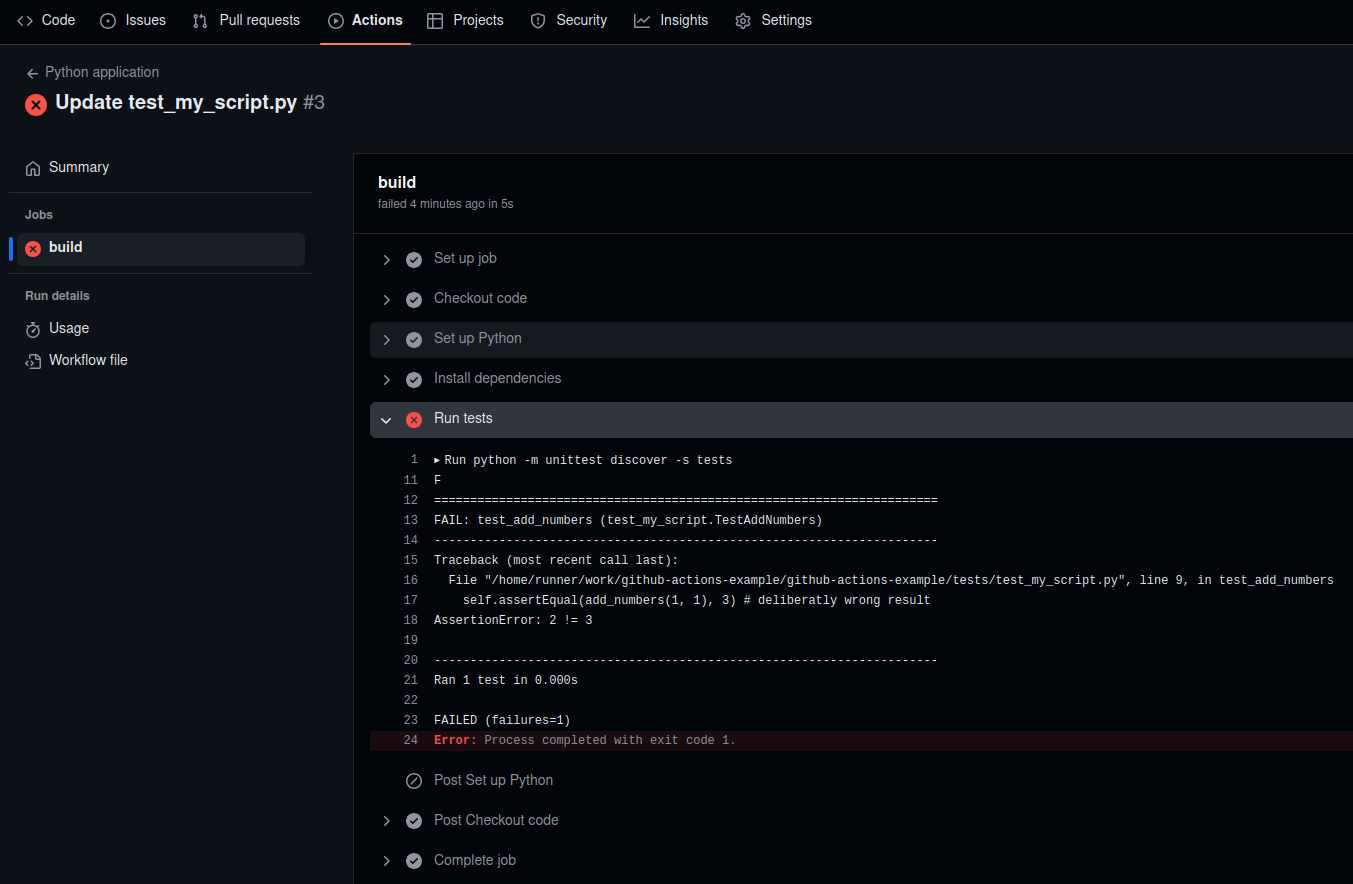 Code Issues Pull requests Actions Projects Security Insights Settings
Python application
Update test_my_script.py #3
Summary
Jobs
build
Run details
Usage
Workflow file
build
failed 4 minutes ago in 5s
Set up job
Checkout code
Set up Python
Install dependencies
Run tests
1 Run python -m unittest discover -s tests
11 F
12 ======================================================================
13 FAIL: test_add_numbers (test_my_script.TestAddNumbers)
14 ----------------------------------------------------------------------
15 Traceback (most recent call last):
16 File "/home/runner/work/github-actions-example/github-actions-example/tests/test_my_script.py", line 9, in test_add_numbers
17 self.assertEqual(add_numbers(1, 1), 3) # deliberatly wrong result
18 AssertionError: 2 != 3
19
20 ----------------------------------------------------------------------
21 Ran 1 test in 0.000s
22
23 FAILED (failures=1)
24 Error: Process completed with exit code 1.
Post Set up Python
Post Checkout code
Complete job